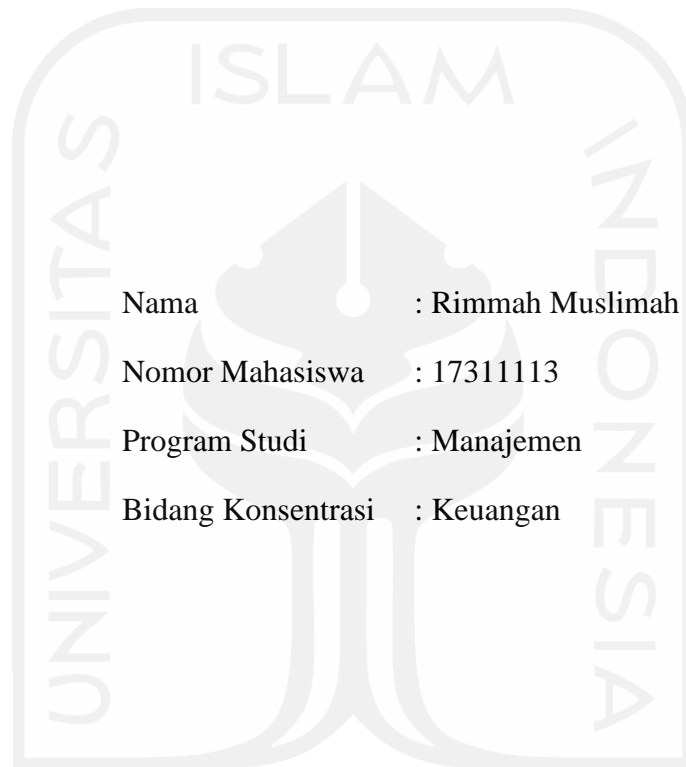 UNIVERSITAS
ISLAM
INDONESIA
Nama : Rimmah Muslimah
Nomor Mahasiswa : 17311113
Program Studi : Manajemen
Bidang Konsentrasi : Keuangan